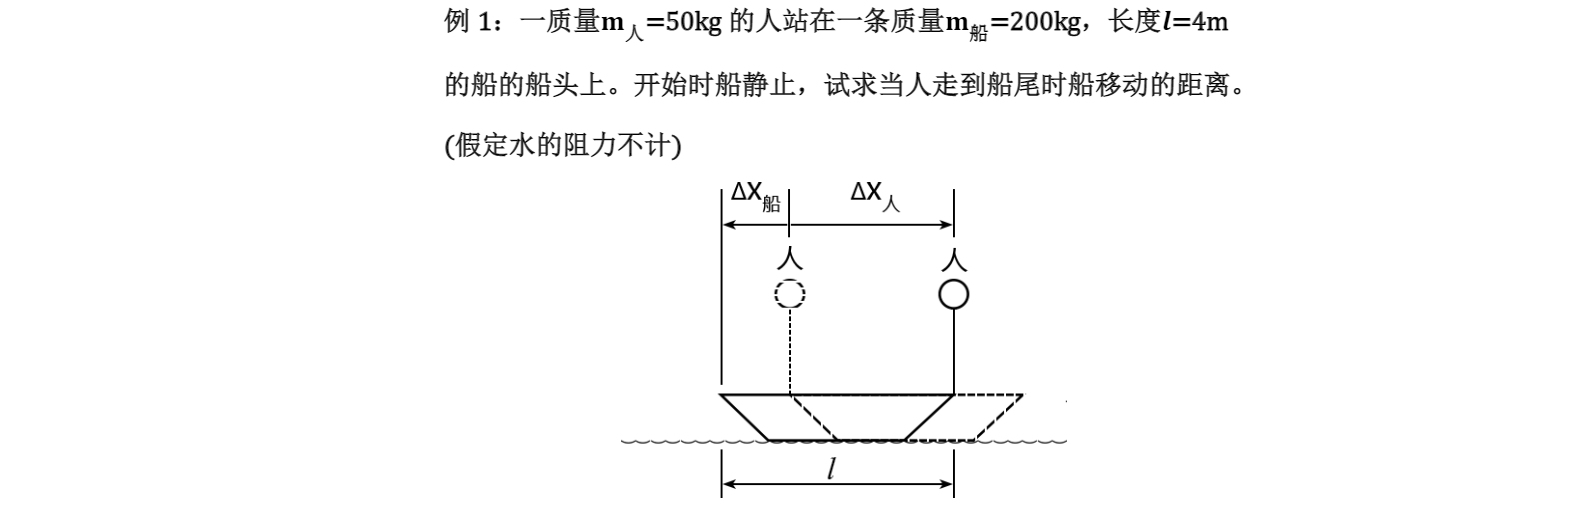 例 1：一质量m人=50kg 的人站在一条质量m船=200kg，长度l=4m
的船的船头上。开始时船静止，试求当人走到船尾时船移动的距离。
(假定水的阻力不计)
ΔX船 ΔX人
人 人
l